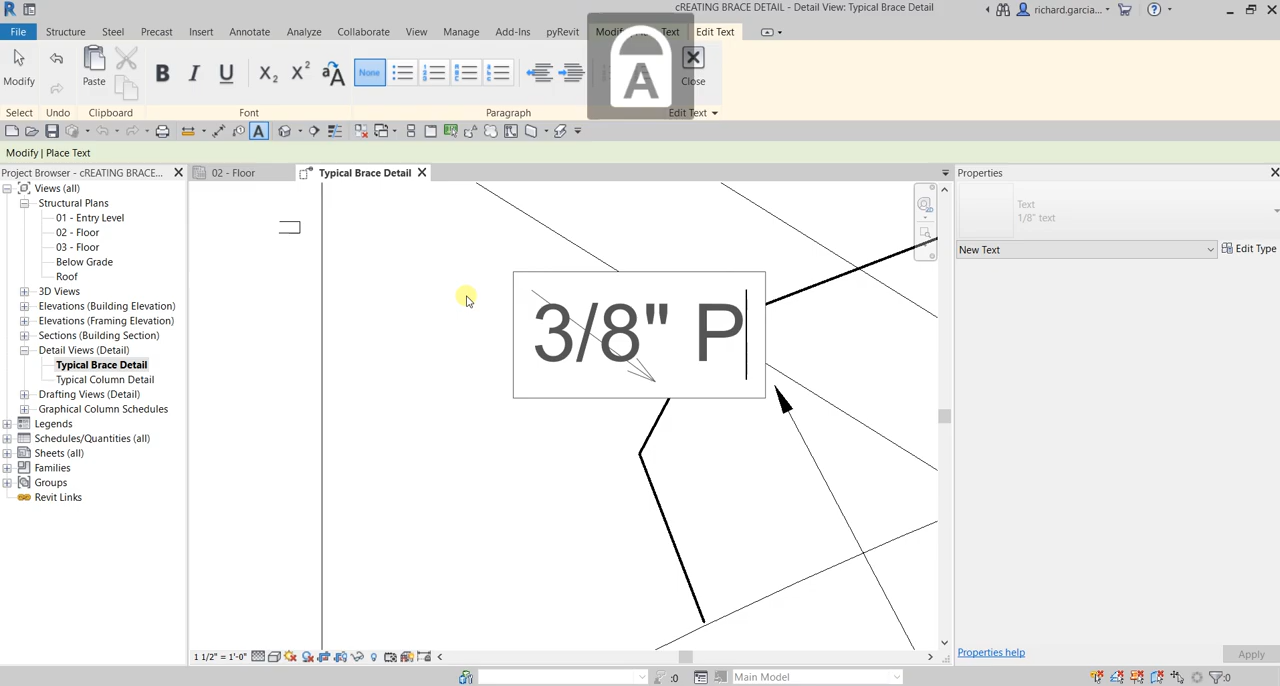 cREATING BRACE DETAIL - Detail View: Typical Brace Detail
richard.garcia...
File
Structure
Steel
Precast
Insert
Annotate
Analyze
Collaborate
View
Manage
Add-Ins
pyRevit
Text
Edit Text
Modify
Paste
Close
A
Select
Undo
Clipboard
Font
Paragraph
Edit Text
Modify | Place Text
Project Browser - cREATING BRACE...
02 - Floor
Typical Brace Detail
Properties
Views (all)
Structural Plans
01 - Entry Level
02 - Floor
03 - Floor
Below Grade
Roof
3D Views
Elevations (Building Elevation)
Elevations (Framing Elevation)
Sections (Building Section)
Detail Views (Detail)
Typical Brace Detail
Typical Column Detail
Drafting Views (Detail)
Graphical Column Schedules
Legends
Schedules/Quantities (all)
Sheets (all)
Families
Groups
Revit Links
3/8" P
Text
1/8" text
New Text
Edit Type
Properties help
Apply
1 1/2" = 1'-0"
:0
Main Model
:0